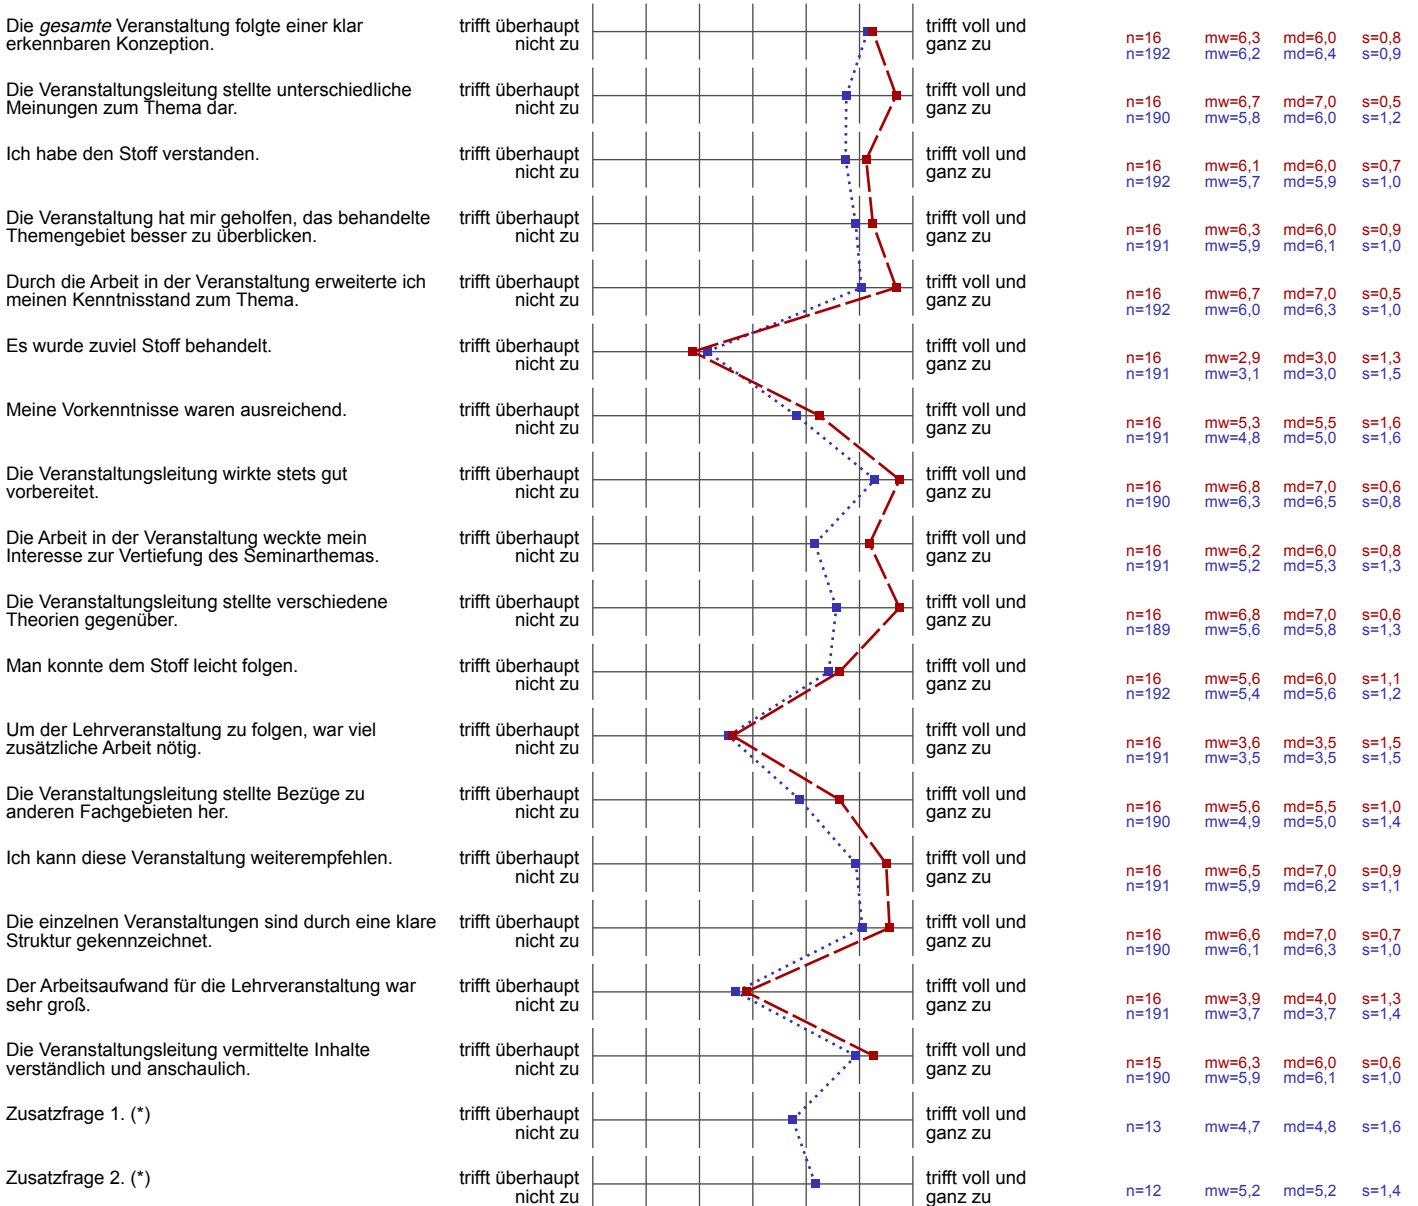 Die gesamte Veranstaltung folgte einer klar
erkennbaren Konzeption.
trifft überhaupt
nicht zu
trifft voll und
ganz zu
n=16 mw=6,3 md=6,0 s=0,8
n=192 mw=6,2 md=6,4 s=0,9
Die Veranstaltungsleitung stellte unterschiedliche
Meinungen zum Thema dar.
trifft überhaupt
nicht zu
trifft voll und
ganz zu
n=16 mw=6,7 md=7,0 s=0,5
n=190 mw=5,8 md=6,0 s=1,2
Ich habe den Stoff verstanden.
trifft überhaupt
nicht zu
trifft voll und
ganz zu
n=16 mw=6,1 md=6,0 s=0,7
n=192 mw=5,7 md=5,9 s=1,0
Die Veranstaltung hat mir geholfen, das behandelte
Themengebiet besser zu überblicken.
trifft überhaupt
nicht zu
trifft voll und
ganz zu
n=16 mw=6,3 md=6,0 s=0,9
n=191 mw=5,9 md=6,1 s=1,0
Durch die Arbeit in der Veranstaltung erweiterte ich
meinen Kenntnisstand zum Thema.
trifft überhaupt
nicht zu
trifft voll und
ganz zu
n=16 mw=6,7 md=7,0 s=0,5
n=192 mw=6,0 md=6,3 s=1,0
Es wurde zuviel Stoff behandelt.
trifft überhaupt
nicht zu
trifft voll und
ganz zu
n=16 mw=2,9 md=3,0 s=1,3
n=191 mw=3,1 md=3,0 s=1,5
Meine Vorkenntnisse waren ausreichend.
trifft überhaupt
nicht zu
trifft voll und
ganz zu
n=16 mw=5,3 md=5,5 s=1,6
n=191 mw=4,8 md=5,0 s=1,6
Die Veranstaltungsleitung wirkte stets gut
vorbereitet.
trifft überhaupt
nicht zu
trifft voll und
ganz zu
n=16 mw=6,8 md=7,0 s=0,6
n=190 mw=6,3 md=6,5 s=0,8
Die Arbeit in der Veranstaltung weckte mein
Interesse zur Vertiefung des Seminarthemas.
trifft überhaupt
nicht zu
trifft voll und
ganz zu
n=16 mw=6,2 md=6,0 s=0,8
n=191 mw=5,2 md=5,3 s=1,3
Die Veranstaltungsleitung stellte verschiedene
Theorien gegenüber.
trifft überhaupt
nicht zu
trifft voll und
ganz zu
n=16 mw=6,8 md=7,0 s=0,6
n=189 mw=5,6 md=5,8 s=1,3
Man konnte dem Stoff leicht folgen.
trifft überhaupt
nicht zu
trifft voll und
ganz zu
n=16 mw=5,6 md=6,0 s=1,1
n=192 mw=5,4 md=5,6 s=1,2
Um der Lehrveranstaltung zu folgen, war viel
zusätzliche Arbeit nötig.
trifft überhaupt
nicht zu
trifft voll und
ganz zu
n=16 mw=3,6 md=3,5 s=1,5
n=191 mw=3,5 md=3,5 s=1,5
Die Veranstaltungsleitung stellte Bezüge zu
anderen Fachgebieten her.
trifft überhaupt
nicht zu
trifft voll und
ganz zu
n=16 mw=5,6 md=5,5 s=1,0
n=190 mw=4,9 md=5,0 s=1,4
Ich kann diese Veranstaltung weiterempfehlen.
trifft überhaupt
nicht zu
trifft voll und
ganz zu
n=16 mw=6,5 md=7,0 s=0,9
n=191 mw=5,9 md=6,2 s=1,1
Die einzelnen Veranstaltungen sind durch eine klare
Struktur gekennzeichnet.
trifft überhaupt
nicht zu
trifft voll und
ganz zu
n=16 mw=6,6 md=7,0 s=0,7
n=190 mw=6,1 md=6,3 s=1,0
Der Arbeitsaufwand für die Lehrveranstaltung war
sehr groß.
trifft überhaupt
nicht zu
trifft voll und
ganz zu
n=16 mw=3,9 md=4,0 s=1,3
n=191 mw=3,7 md=3,7 s=1,4
Die Veranstaltungsleitung vermittelte Inhalte
verständlich und anschaulich.
trifft überhaupt
nicht zu
trifft voll und
ganz zu
n=15 mw=6,3 md=6,0 s=0,6
n=190 mw=5,9 md=6,1 s=1,0
Zusatzfrage 1. (*)
trifft überhaupt
nicht zu
trifft voll und
ganz zu
n=13 mw=4,7 md=4,8 s=1,6
Zusatzfrage 2. (*)
trifft überhaupt
nicht zu
trifft voll und
ganz zu
n=12 mw=5,2 md=5,2 s=1,4